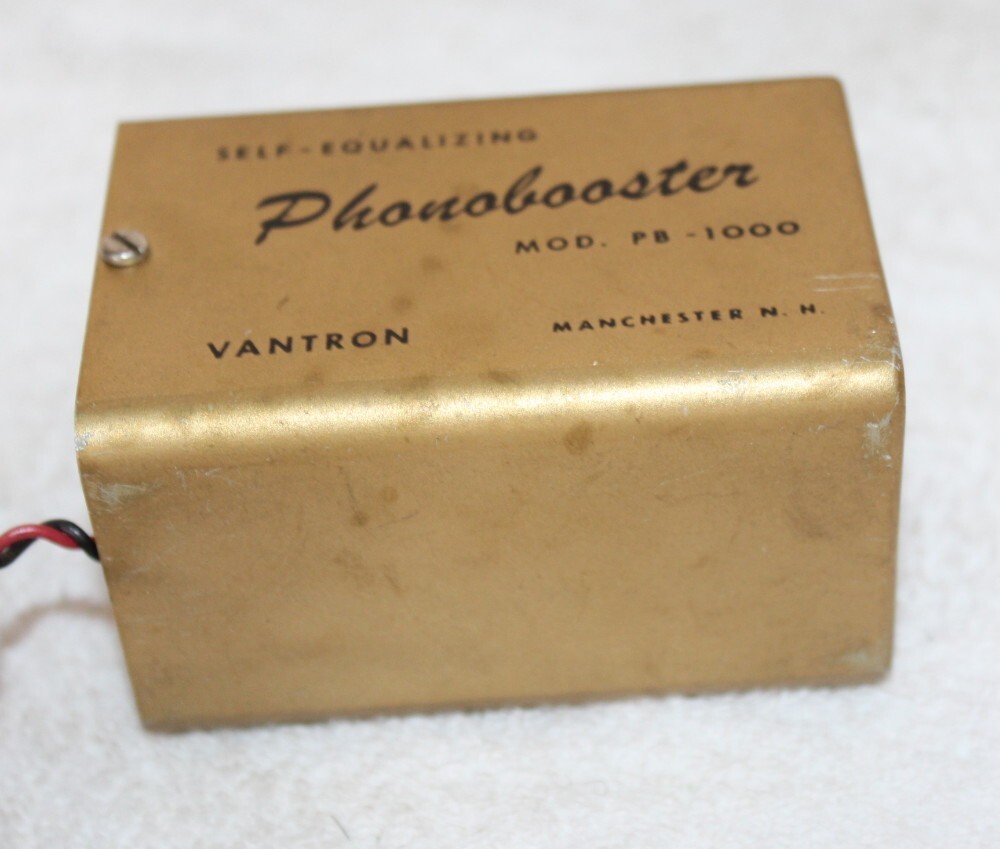 SELF-EQUALIZING
Phonobooster
MOD. PB-1000
VANTRON
MANCHESTER N. H.